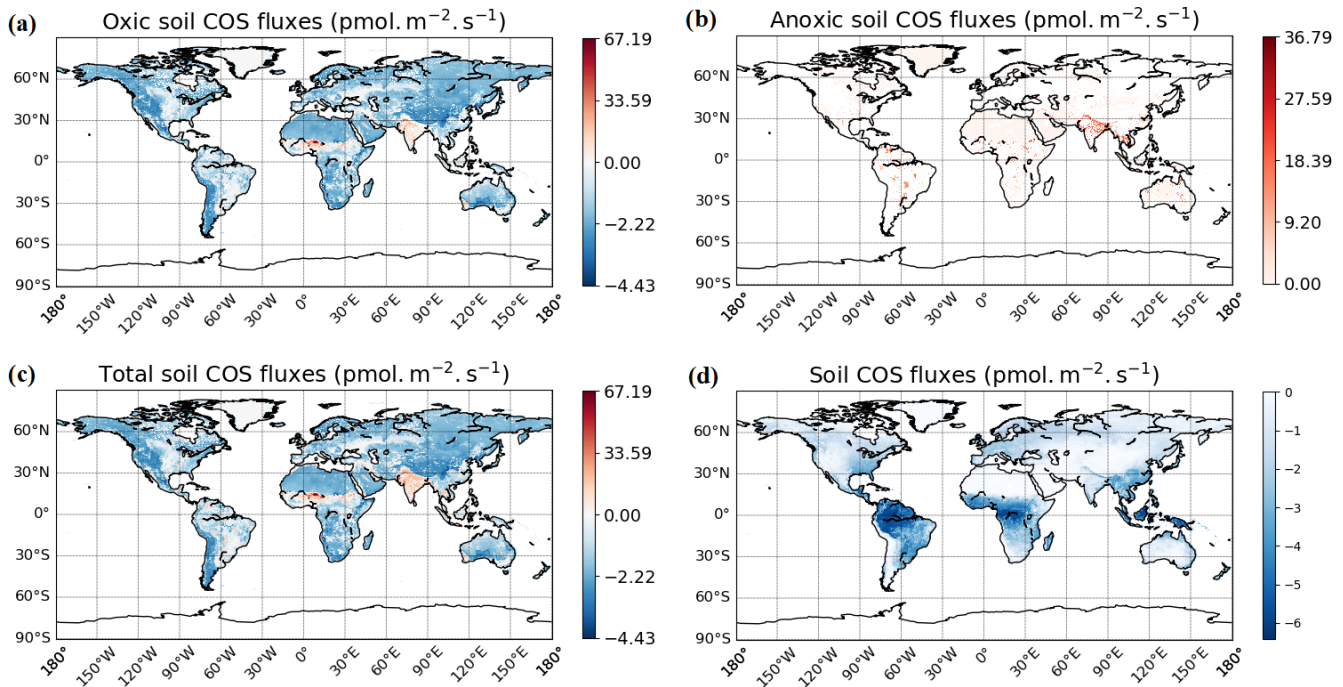 (a) Oxic soil COS fluxes (pmol. m⁻². s⁻¹)
60°N
30°N
0°
30°S
60°S
90°S
180° 150°W 120°W 90°W 60°W 30°W 0° 30°E 60°E 90°E 120°E 150°E 180°
67.19
33.59
0.00
−2.22
−4.43
(b) Anoxic soil COS fluxes (pmol. m⁻². s⁻¹)
60°N
30°N
0°
30°S
60°S
90°S
180° 150°W 120°W 90°W 60°W 30°W 0° 30°E 60°E 90°E 120°E 150°E 180°
36.79
27.59
18.39
9.20
0.00
(c) Total soil COS fluxes (pmol. m⁻². s⁻¹)
60°N
30°N
0°
30°S
60°S
90°S
180° 150°W 120°W 90°W 60°W 30°W 0° 30°E 60°E 90°E 120°E 150°E 180°
67.19
33.59
0.00
−2.22
−4.43
(d) Soil COS fluxes (pmol. m⁻². s⁻¹)
60°N
30°N
0°
30°S
60°S
90°S
180° 150°W 120°W 90°W 60°W 30°W 0° 30°E 60°E 90°E 120°E 150°E 180°
0
−1
−2
−3
−4
−5
−6